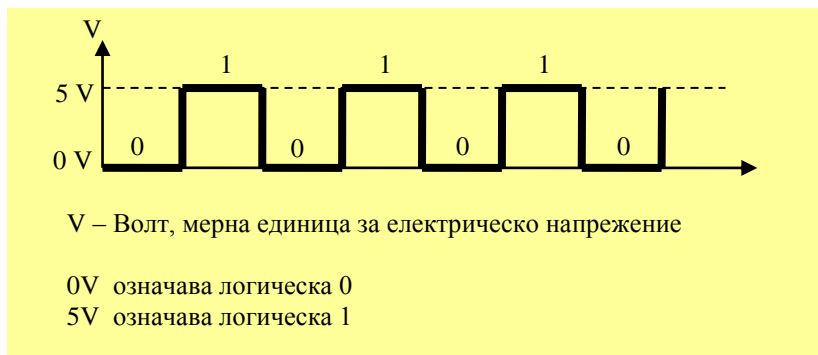 V
1 1 1
5 V
0 0 0 0
0 V
V – Волт, мерна единица за електрическо напрежение
0V означава логическа 0
5V означава логическа 1